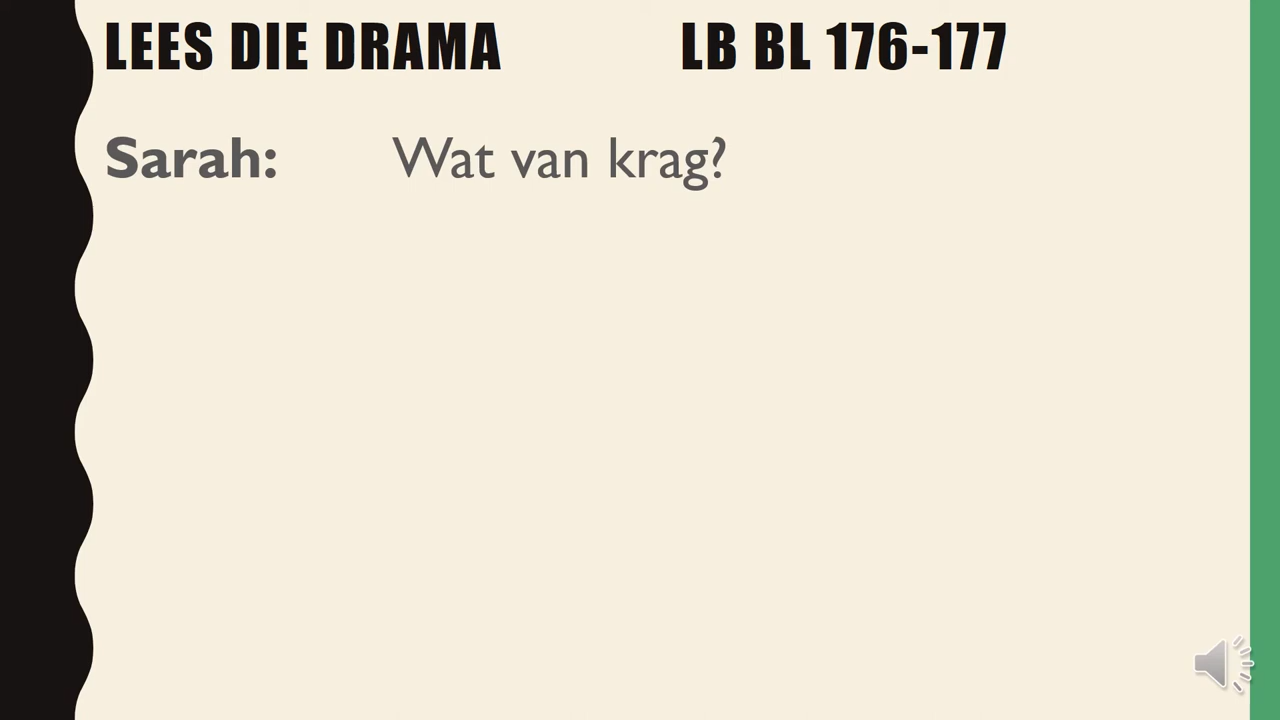 LEES DIE DRAMA LB BL 176-177
Sarah: Wat van krag?